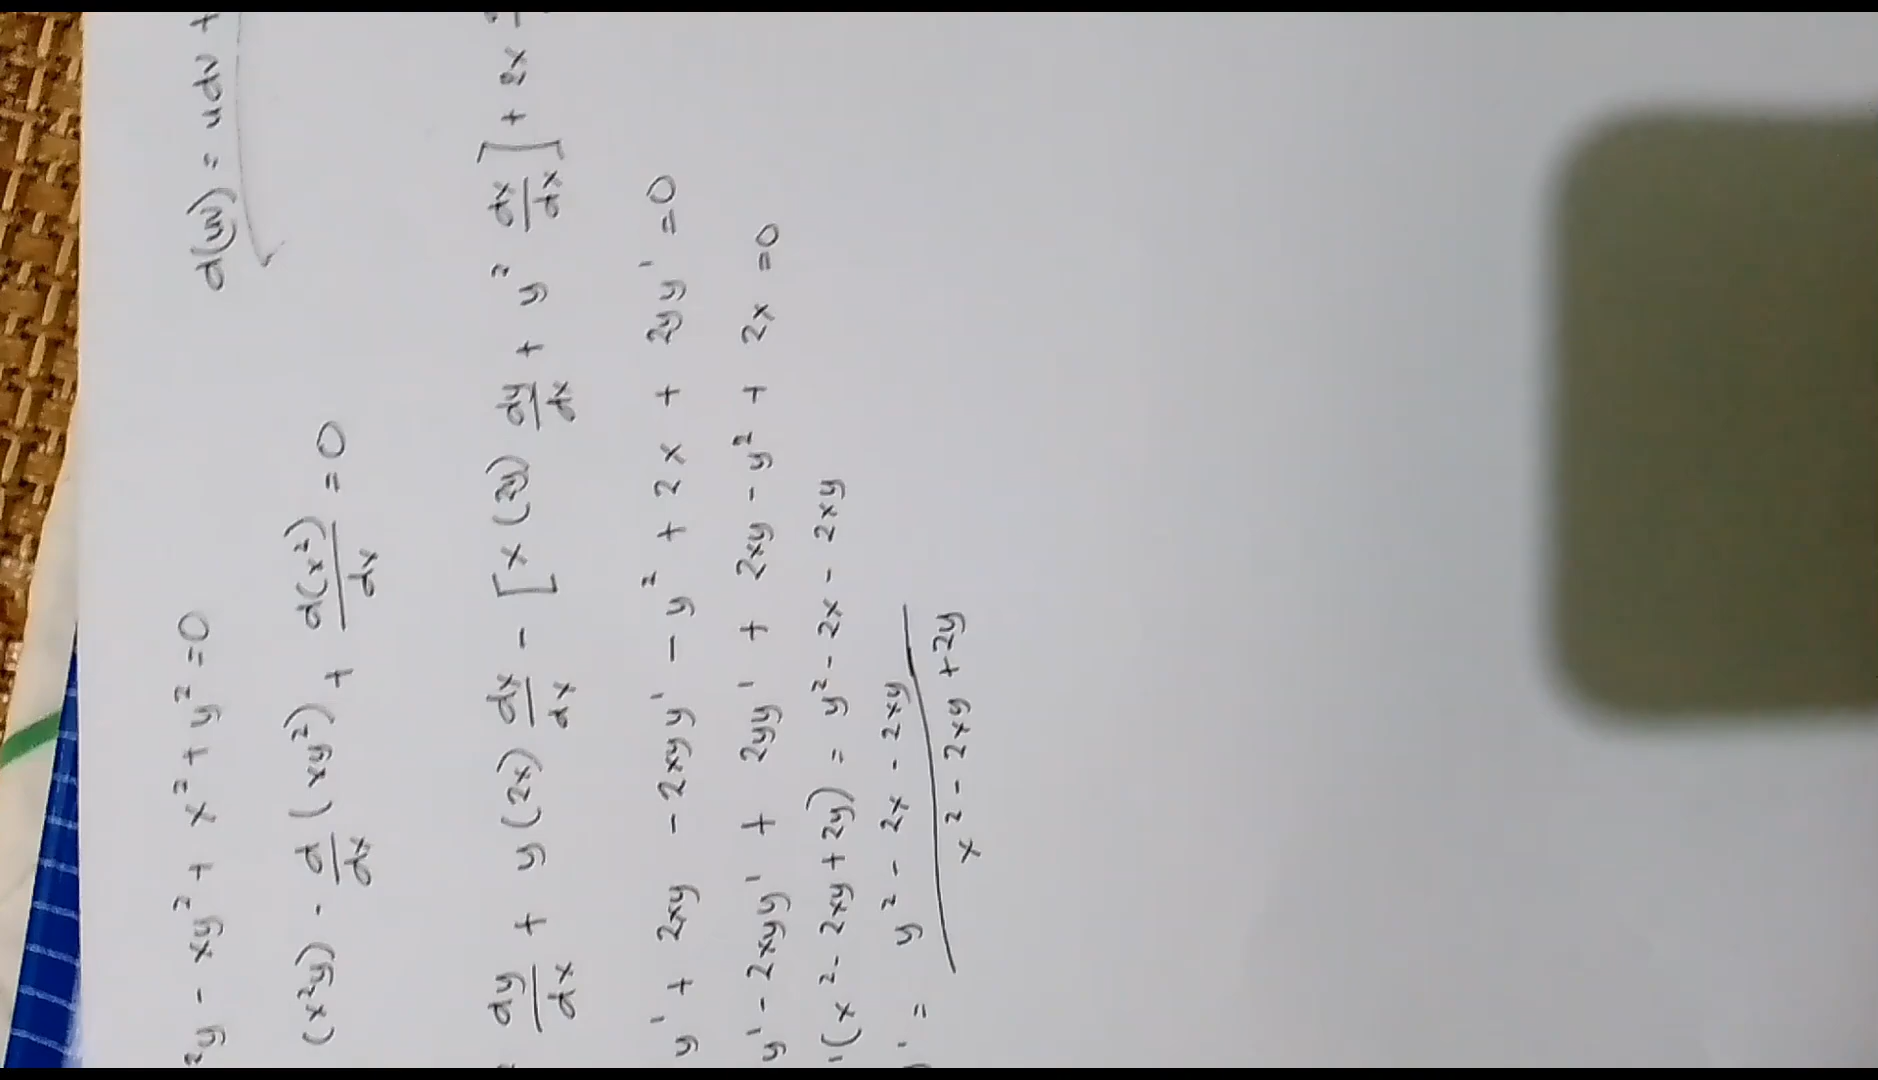 ²y - xy² + x² + y² = 0
d(uv) = udv +
(x²y) - d/dx (xy²) + d(x²)/dx = 0
dy/dx + y(2x) dx/dx - [x(2y) dy/dx + y² dx/dx] + 2x
y' + 2xy - 2xyy' - y² + 2x + 2yy' = 0
y' - 2xyy' + 2yy' + 2xy - y² + 2x = 0
'(x² - 2xy + 2y) = y² - 2x - 2xy
' = y² - 2x - 2xy / x² - 2xy + 2y